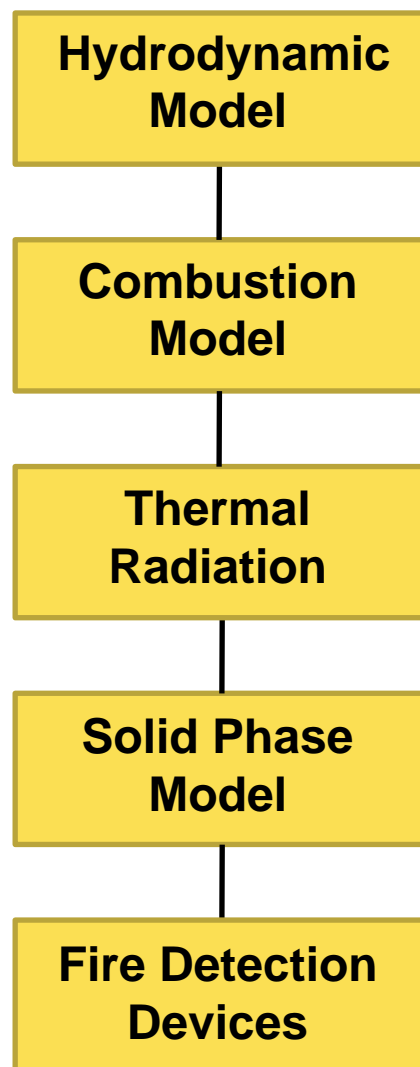 Hydrodynamic
Model
Combustion
Model
Thermal
Radiation
Solid Phase
Model
Fire Detection
Devices